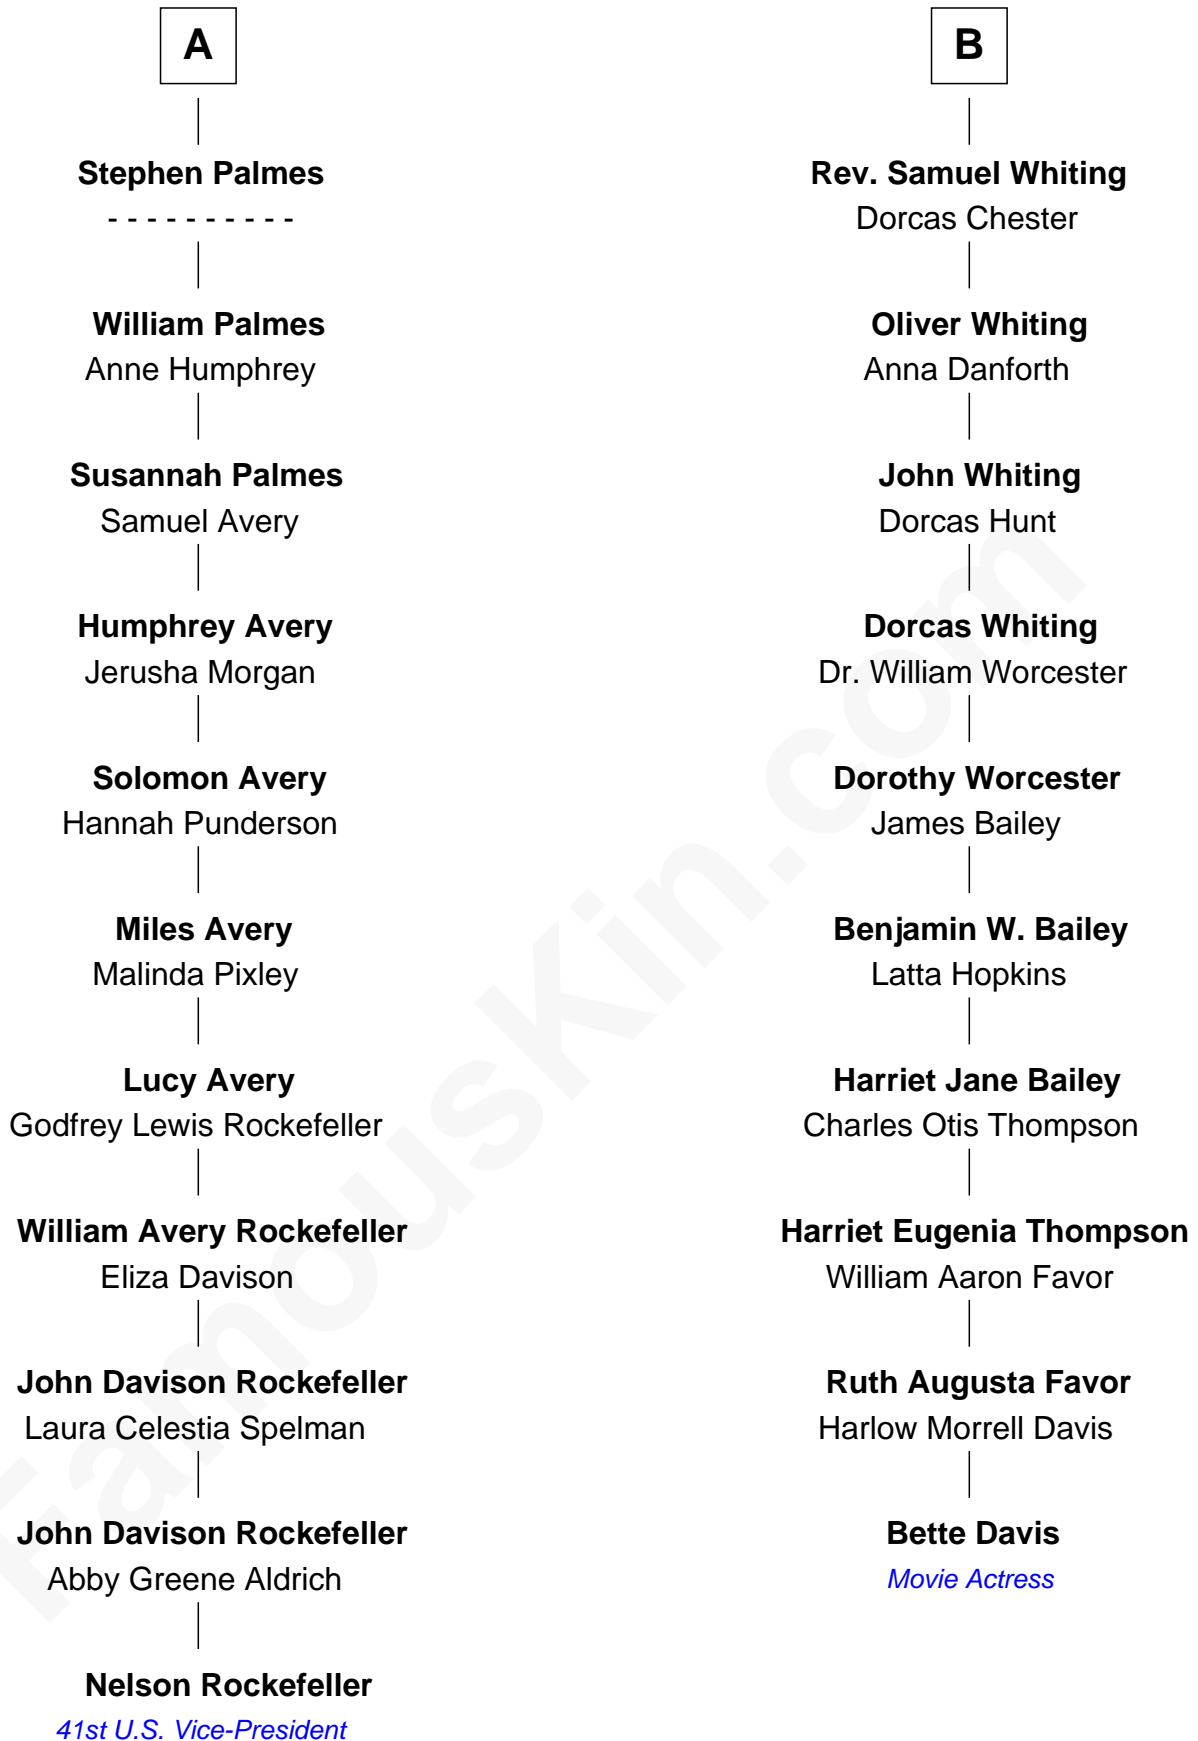 A
Stephen Palmes
- - - - - - - - - -
William Palmes
Anne Humphrey
Susannah Palmes
Samuel Avery
Humphrey Avery
Jerusha Morgan
Solomon Avery
Hannah Punderson
Miles Avery
Malinda Pixley
Lucy Avery
Godfrey Lewis Rockefeller
William Avery Rockefeller
Eliza Davison
John Davison Rockefeller
Laura Celestia Spelman
John Davison Rockefeller
Abby Greene Aldrich
Nelson Rockefeller
41st U.S. Vice-President
B
Rev. Samuel Whiting
Dorcas Chester
Oliver Whiting
Anna Danforth
John Whiting
Dorcas Hunt
Dorcas Whiting
Dr. William Worcester
Dorothy Worcester
James Bailey
Benjamin W. Bailey
Latta Hopkins
Harriet Jane Bailey
Charles Otis Thompson
Harriet Eugenia Thompson
William Aaron Favor
Ruth Augusta Favor
Harlow Morrell Davis
Bette Davis
Movie Actress
FamousKin.com